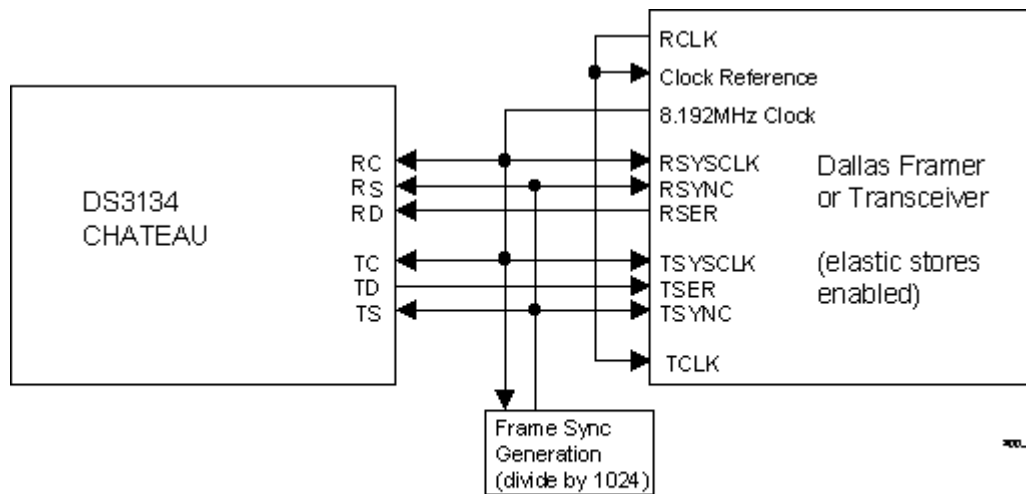 RCLK
Clock Reference
8.192MHz Clock
RC
RS
RD
TC
TD
TS
DS3134
CHATEAU
RSYSCLK
RSYNC
RSER
TSYSCLK
TSER
TSYNC
TCLK
Dallas Framer
or Transceiver
(elastic stores
enabled)
Frame Sync
Generation
(divide by 1024)